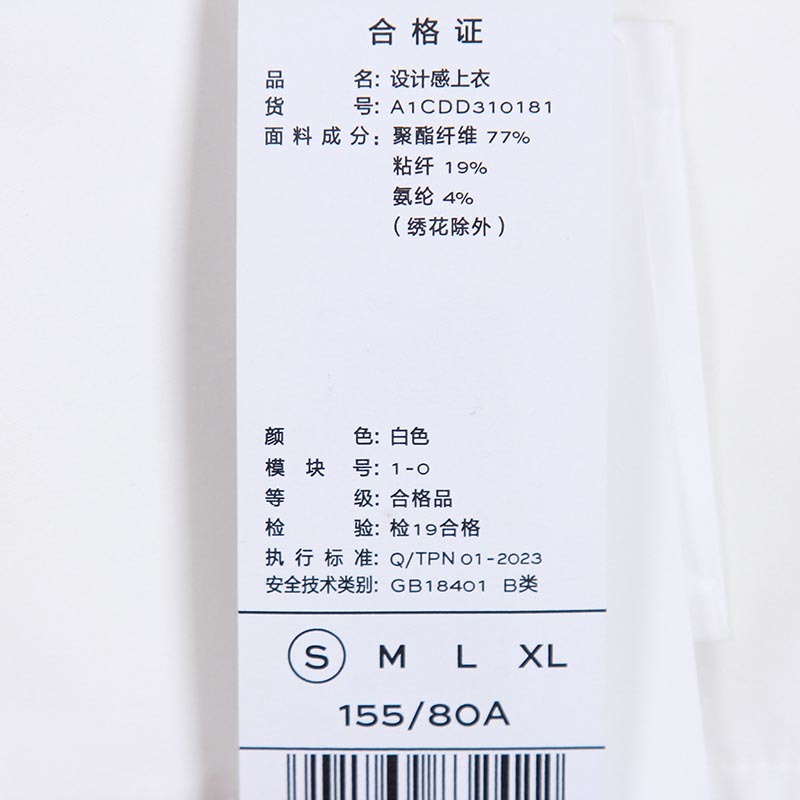 合格证
品名: 设计感上衣
货号: A1CDD310181
面料成分: 聚酯纤维 77%
粘纤 19%
氨纶 4%
(绣花除外)
颜色: 白色
模块号: 1-0
等级: 合格品
检验: 检19合格
执行标准: Q/TPN 01-2023
安全技术类别: GB18401 B类
S M L XL
155/80A